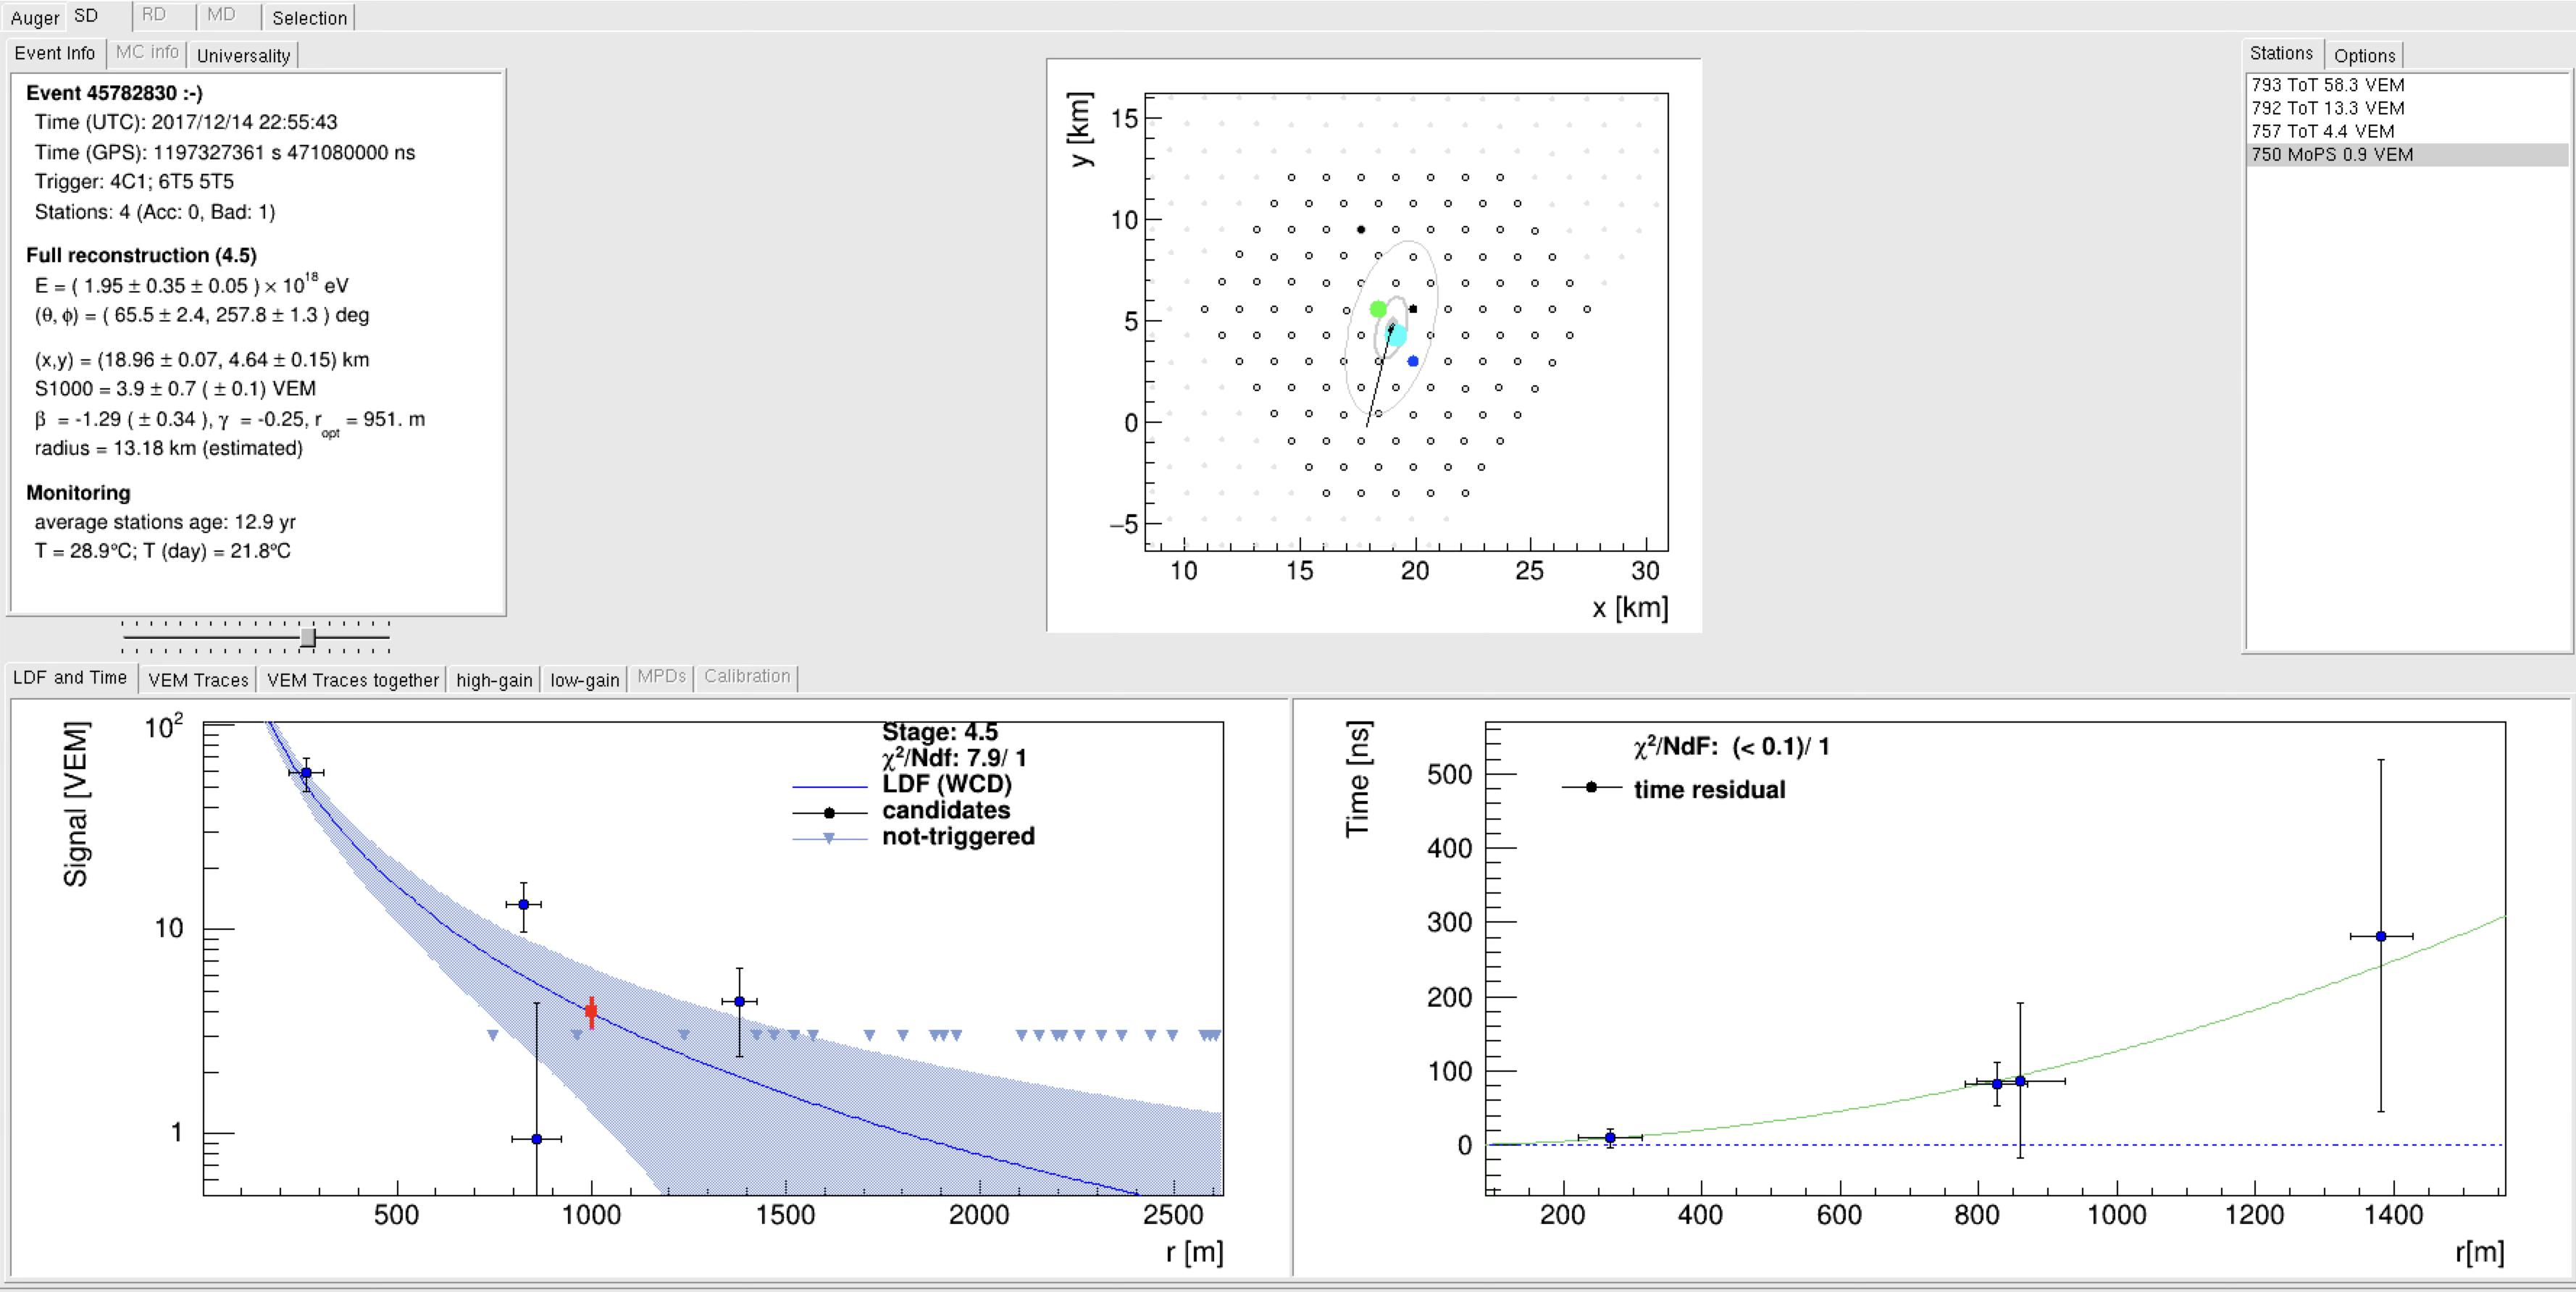 Auger SD RD MD Selection
Event Info MC info Universality
Event 45782830 :-)
Time (UTC): 2017/12/14 22:55:43
Time (GPS): 1197327361 s 471080000 ns
Trigger: 4C1; 6T5 5T5
Stations: 4 (Acc: 0, Bad: 1)
Full reconstruction (4.5)
E = ( 1.95 ± 0.35 ± 0.05 ) × 10¹⁸ eV
(θ, ϕ) = ( 65.5 ± 2.4, 257.8 ± 1.3 ) deg
(x,y) = (18.96 ± 0.07, 4.64 ± 0.15) km
S1000 = 3.9 ± 0.7 ( ± 0.1) VEM
β = -1.29 ( ± 0.34 ), γ = -0.25, r_opt = 951. m
radius = 13.18 km (estimated)
Monitoring
average stations age: 12.9 yr
T = 28.9°C; T (day) = 21.8°C
y [km]
15
10
5
0
−5
10 15 20 25 30
x [km]
Stations Options
793 ToT 58.3 VEM
792 ToT 13.3 VEM
757 ToT 4.4 VEM
750 MoPS 0.9 VEM
LDF and Time VEM Traces VEM Traces together high-gain low-gain MPDs Calibration
Signal [VEM]
10²
10
1
Stage: 4.5
χ²/Ndf: 7.9/ 1
LDF (WCD)
candidates
not-triggered
500 1000 1500 2000 2500
r [m]
Time [ns]
χ²/NdF: (< 0.1)/ 1
time residual
500
400
300
200
100
0
200 400 600 800 1000 1200 1400
r[m]